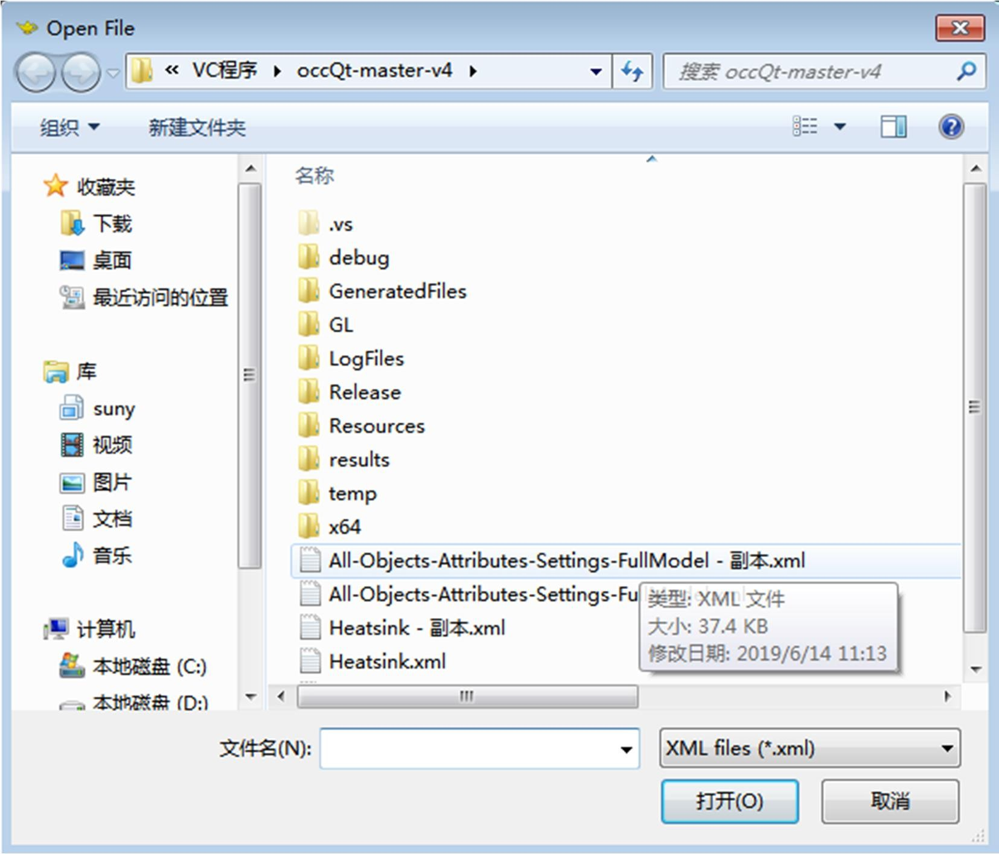 Open File
« VC程序 ▸ occQt-master-v4 ▸
搜索 occQt-master-v4
组织
新建文件夹
收藏夹
下载
桌面
最近访问的位置
库
suny
视频
图片
文档
音乐
计算机
本地磁盘 (C:)
本地磁盘 (D:)
名称
.vs
debug
GeneratedFiles
GL
LogFiles
Release
Resources
results
temp
x64
All-Objects-Attributes-Settings-FullModel - 副本.xml
All-Objects-Attributes-Settings-Fu
Heatsink - 副本.xml
Heatsink.xml
类型: XML 文件
大小: 37.4 KB
修改日期: 2019/6/14 11:13
文件名(N):
XML files (*.xml)
打开(O)
取消